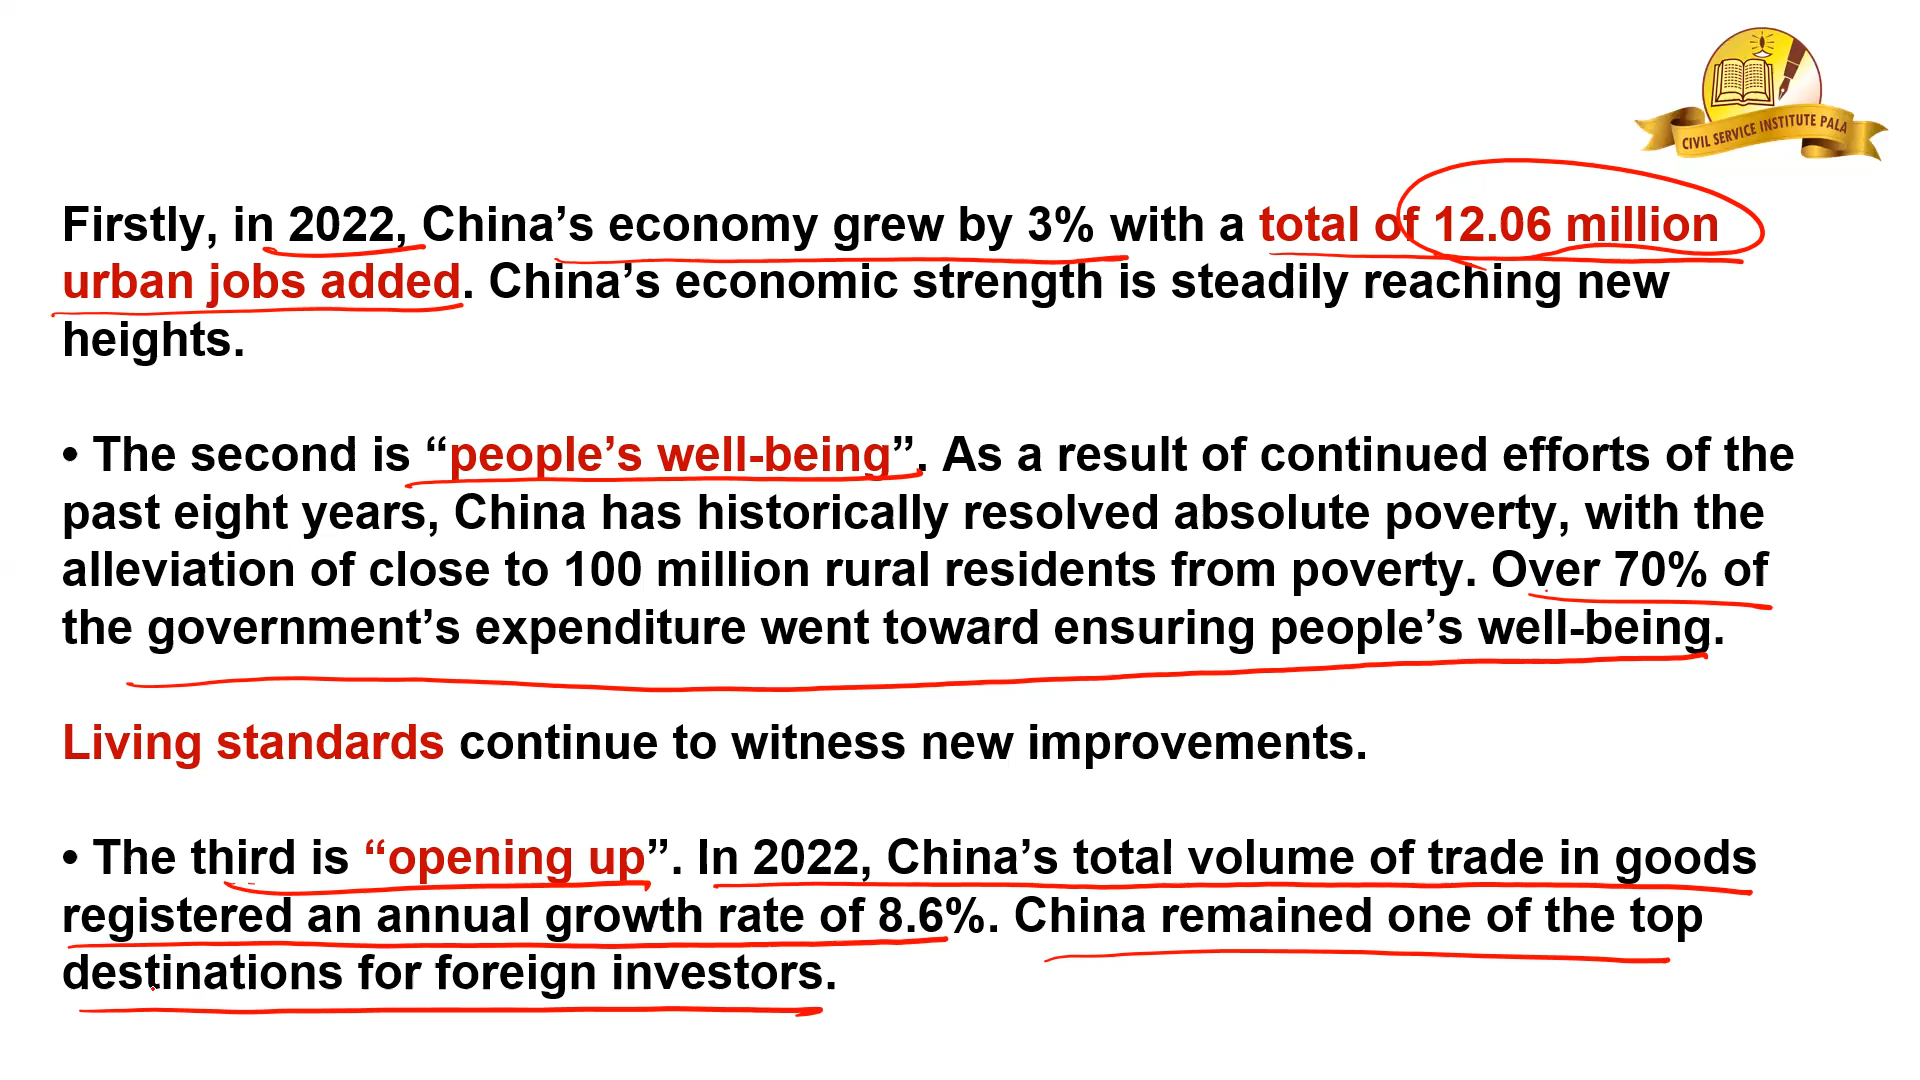 CIVIL SERVICE INSTITUTE PALA
Firstly, in 2022, China’s economy grew by 3% with a total of 12.06 million
urban jobs added. China’s economic strength is steadily reaching new
heights.
• The second is “people’s well-being”. As a result of continued efforts of the
past eight years, China has historically resolved absolute poverty, with the
alleviation of close to 100 million rural residents from poverty. Over 70% of
the government’s expenditure went toward ensuring people’s well-being.
Living standards continue to witness new improvements.
• The third is “opening up”. In 2022, China’s total volume of trade in goods
registered an annual growth rate of 8.6%. China remained one of the top
destinations for foreign investors.